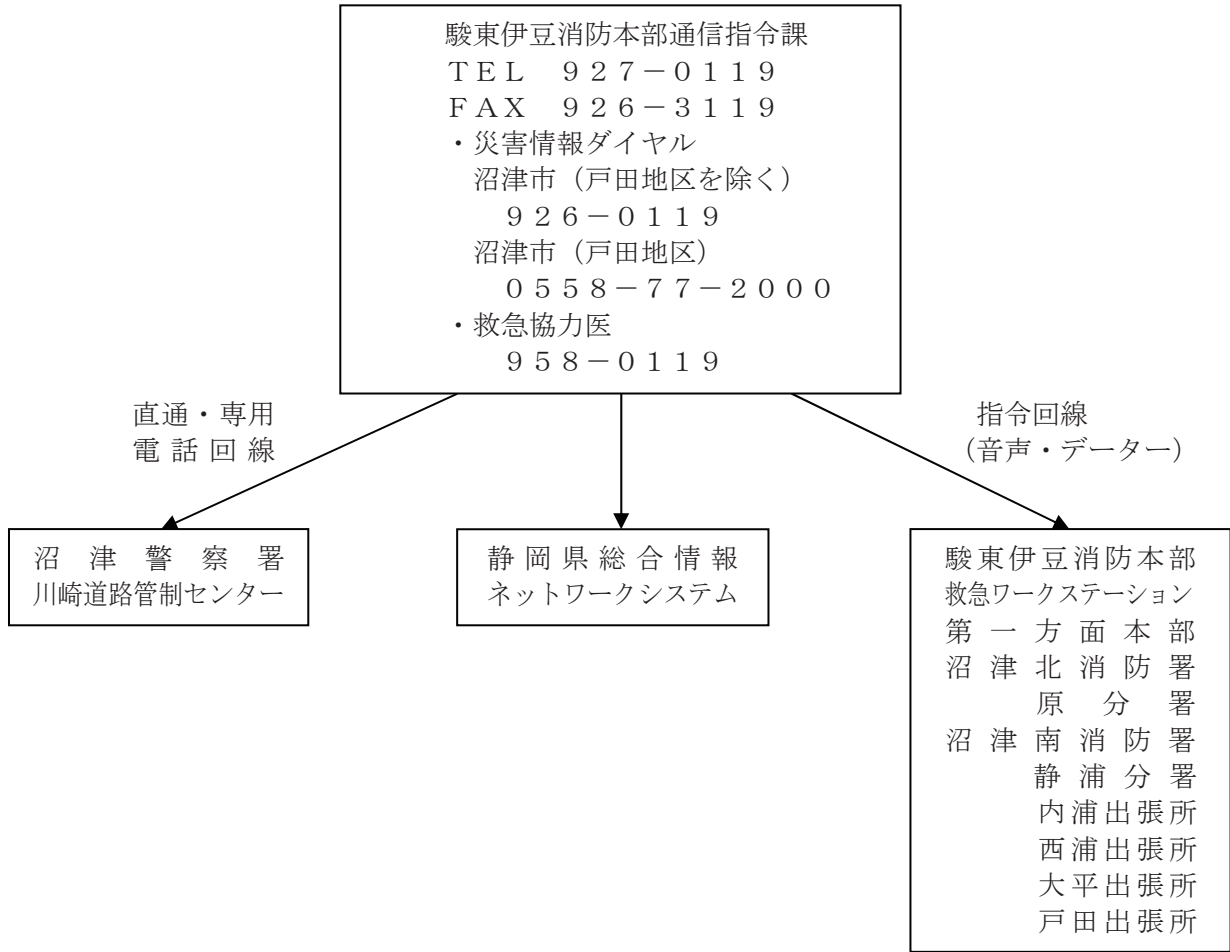 駿東伊豆消防本部通信指令課
TEL 927-0119
FAX 926-3119
・災害情報ダイヤル
沼津市（戸田地区を除く）
926-0119
沼津市（戸田地区）
0558-77-2000
・救急協力医
958-0119
直通・専用
電話回線
指令回線
（音声・データー）
沼津警察署
川崎道路管制センター
静岡県総合情報
ネットワークシステム
駿東伊豆消防本部
救急ワークステーション
第一方面本部
沼津北消防署
原分署
沼津南消防署
静浦分署
内浦出張所
西浦出張所
大平出張所
戸田出張所